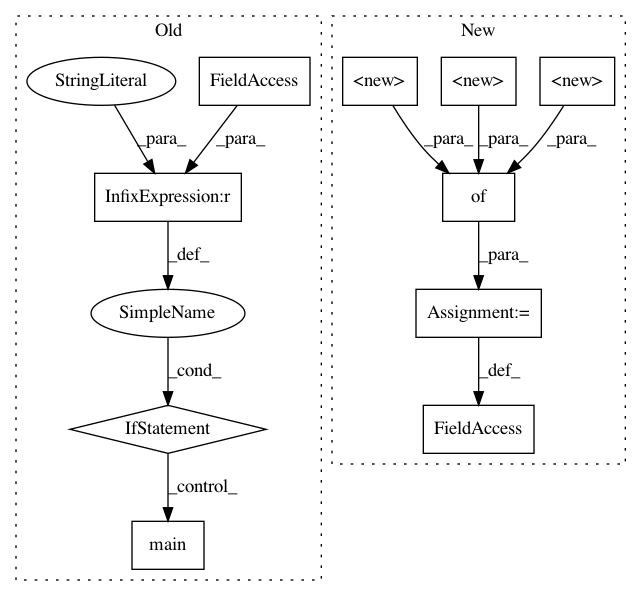 Old
New
StringLiteral
FieldAccess
<new>
<new>
<new>
_para_
_para_
_para_
_para_
_para_
InfixExpression:r
of
_def_
_para_
SimpleName
Assignment:=
_cond_
_def_
IfStatement
FieldAccess
_control_
main